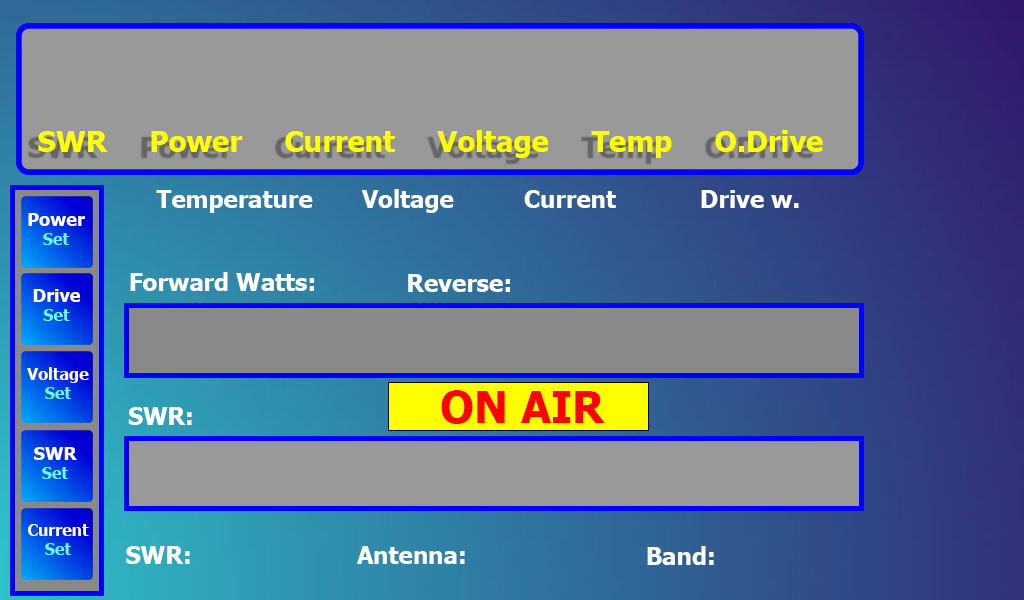 SWR Power Current Voltage Temp O.Drive
Temperature Voltage Current Drive w.
Power
Set
Drive
Set
Voltage
Set
SWR
Set
Current
Set
Forward Watts: Reverse:
ON AIR
SWR:
SWR: Antenna: Band: